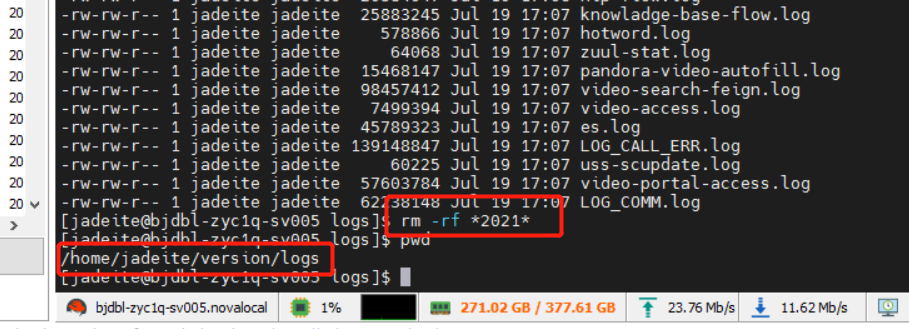 20 -rw-rw-r-- 1 jadeite jadeite 25883245 Jul 19 17:07 knowladge-base-flow.log
20 -rw-rw-r-- 1 jadeite jadeite 578866 Jul 19 17:07 hotword.log
20 -rw-rw-r-- 1 jadeite jadeite 64068 Jul 19 17:07 zuul-stat.log
20 -rw-rw-r-- 1 jadeite jadeite 15468147 Jul 19 17:07 pandora-video-autofill.log
20 -rw-rw-r-- 1 jadeite jadeite 98457412 Jul 19 17:07 video-search-feign.log
20 -rw-rw-r-- 1 jadeite jadeite 7499394 Jul 19 17:07 video-access.log
20 -rw-rw-r-- 1 jadeite jadeite 45789323 Jul 19 17:07 es.log
20 -rw-rw-r-- 1 jadeite jadeite 139148847 Jul 19 17:07 LOG_CALL_ERR.log
20 -rw-rw-r-- 1 jadeite jadeite 60225 Jul 19 17:07 uss-scupdate.log
20 -rw-rw-r-- 1 jadeite jadeite 57603784 Jul 19 17:07 video-portal-access.log
-rw-rw-r-- 1 jadeite jadeite 62238148 Jul 19 17:07 LOG_COMM.log
[jadeite@bjdbl-zyc1q-sv005 logs]$ rm -rf *2021*
[jadeite@bjdbl-zyc1q-sv005 logs]$ pwd
/home/jadeite/version/logs
[jadeite@bjdbl-zyc1q-sv005 logs]$
bjdbl-zyc1q-sv005.novalocal 1% 271.02 GB / 377.61 GB 23.76 Mb/s 11.62 Mb/s